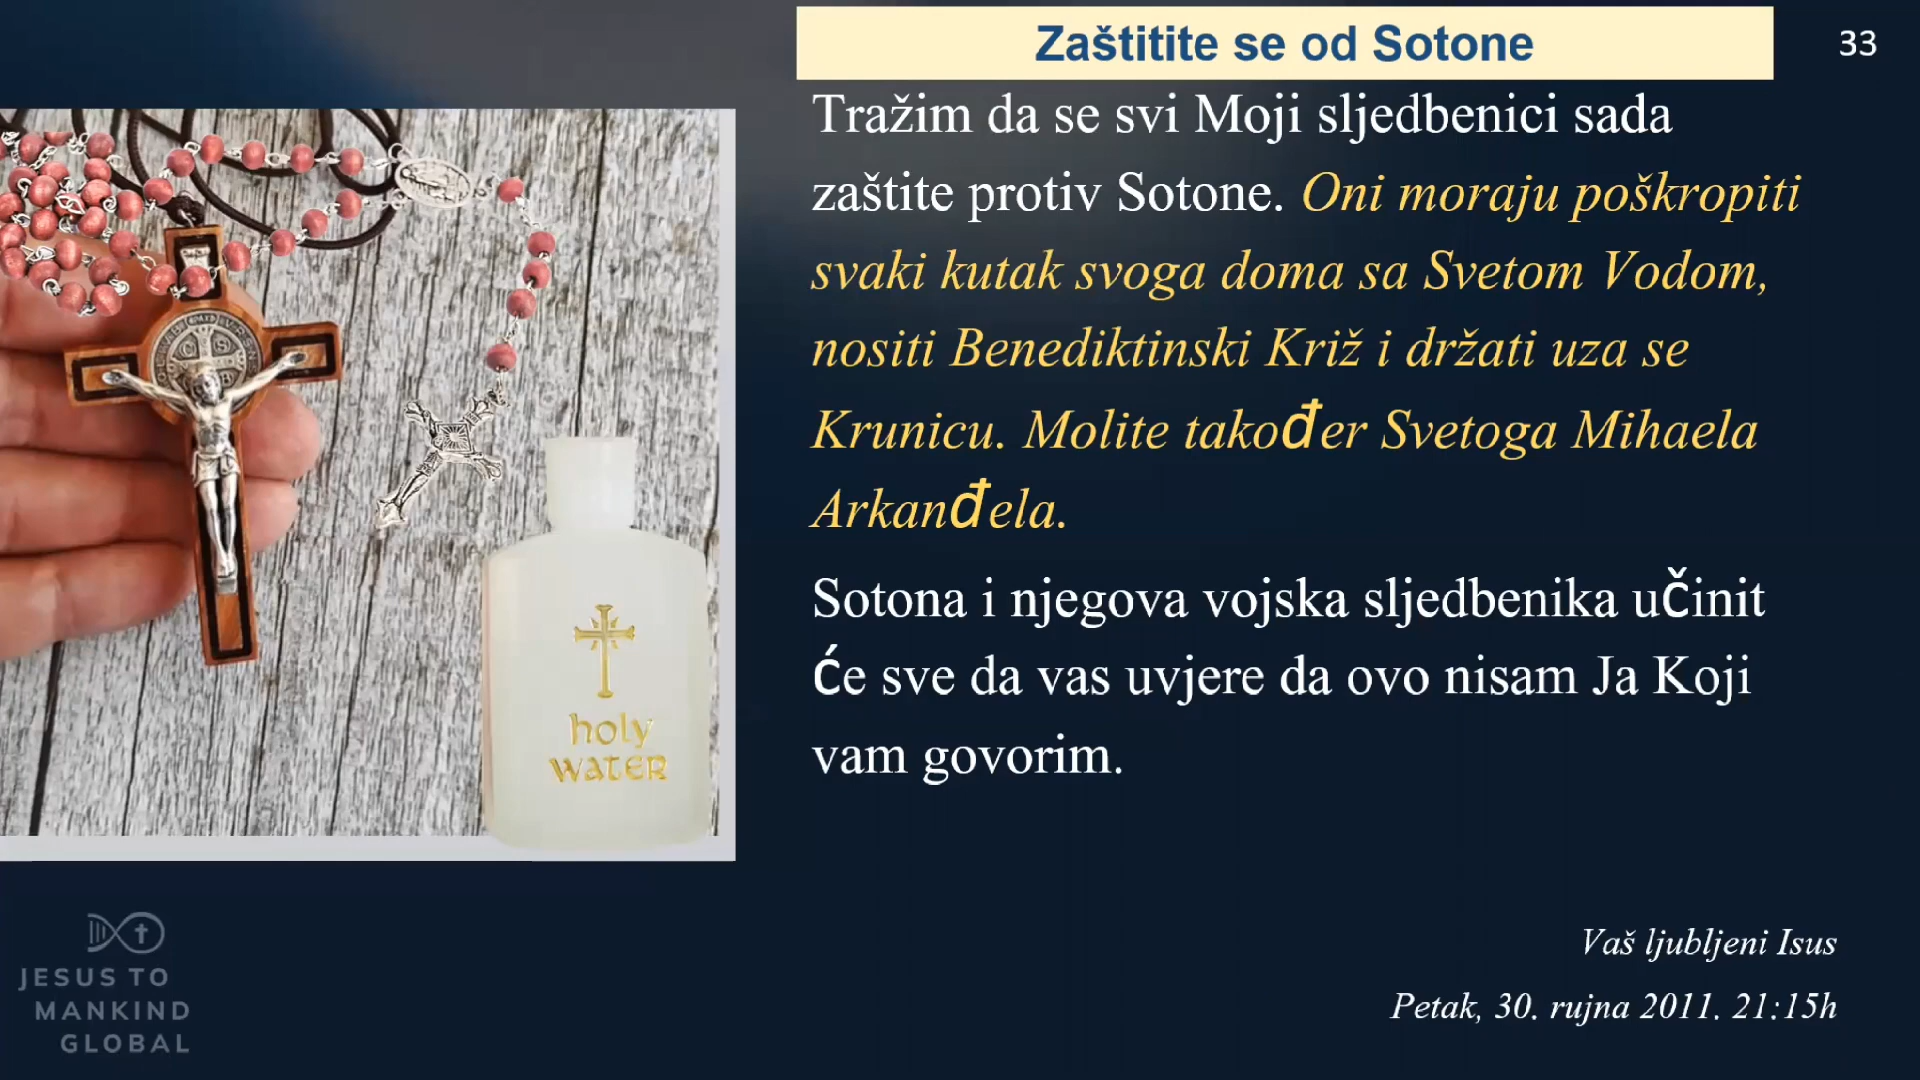 Zaštitite se od Sotone
33
Tražim da se svi Moji sljedbenici sada
zaštite protiv Sotone. Oni moraju poškropiti
svaki kutak svoga doma sa Svetom Vodom,
nositi Benediktinski Križ i držati uza se
Krunicu. Molite također Svetoga Mihaela
Arkanđela.
Sotona i njegova vojska sljedbenika učinit
će sve da vas uvjere da ovo nisam Ja Koji
vam govorim.
holy
WATER
Vaš ljubljeni Isus
Petak, 30. rujna 2011. 21:15h
JESUS TO
MANKIND
GLOBAL